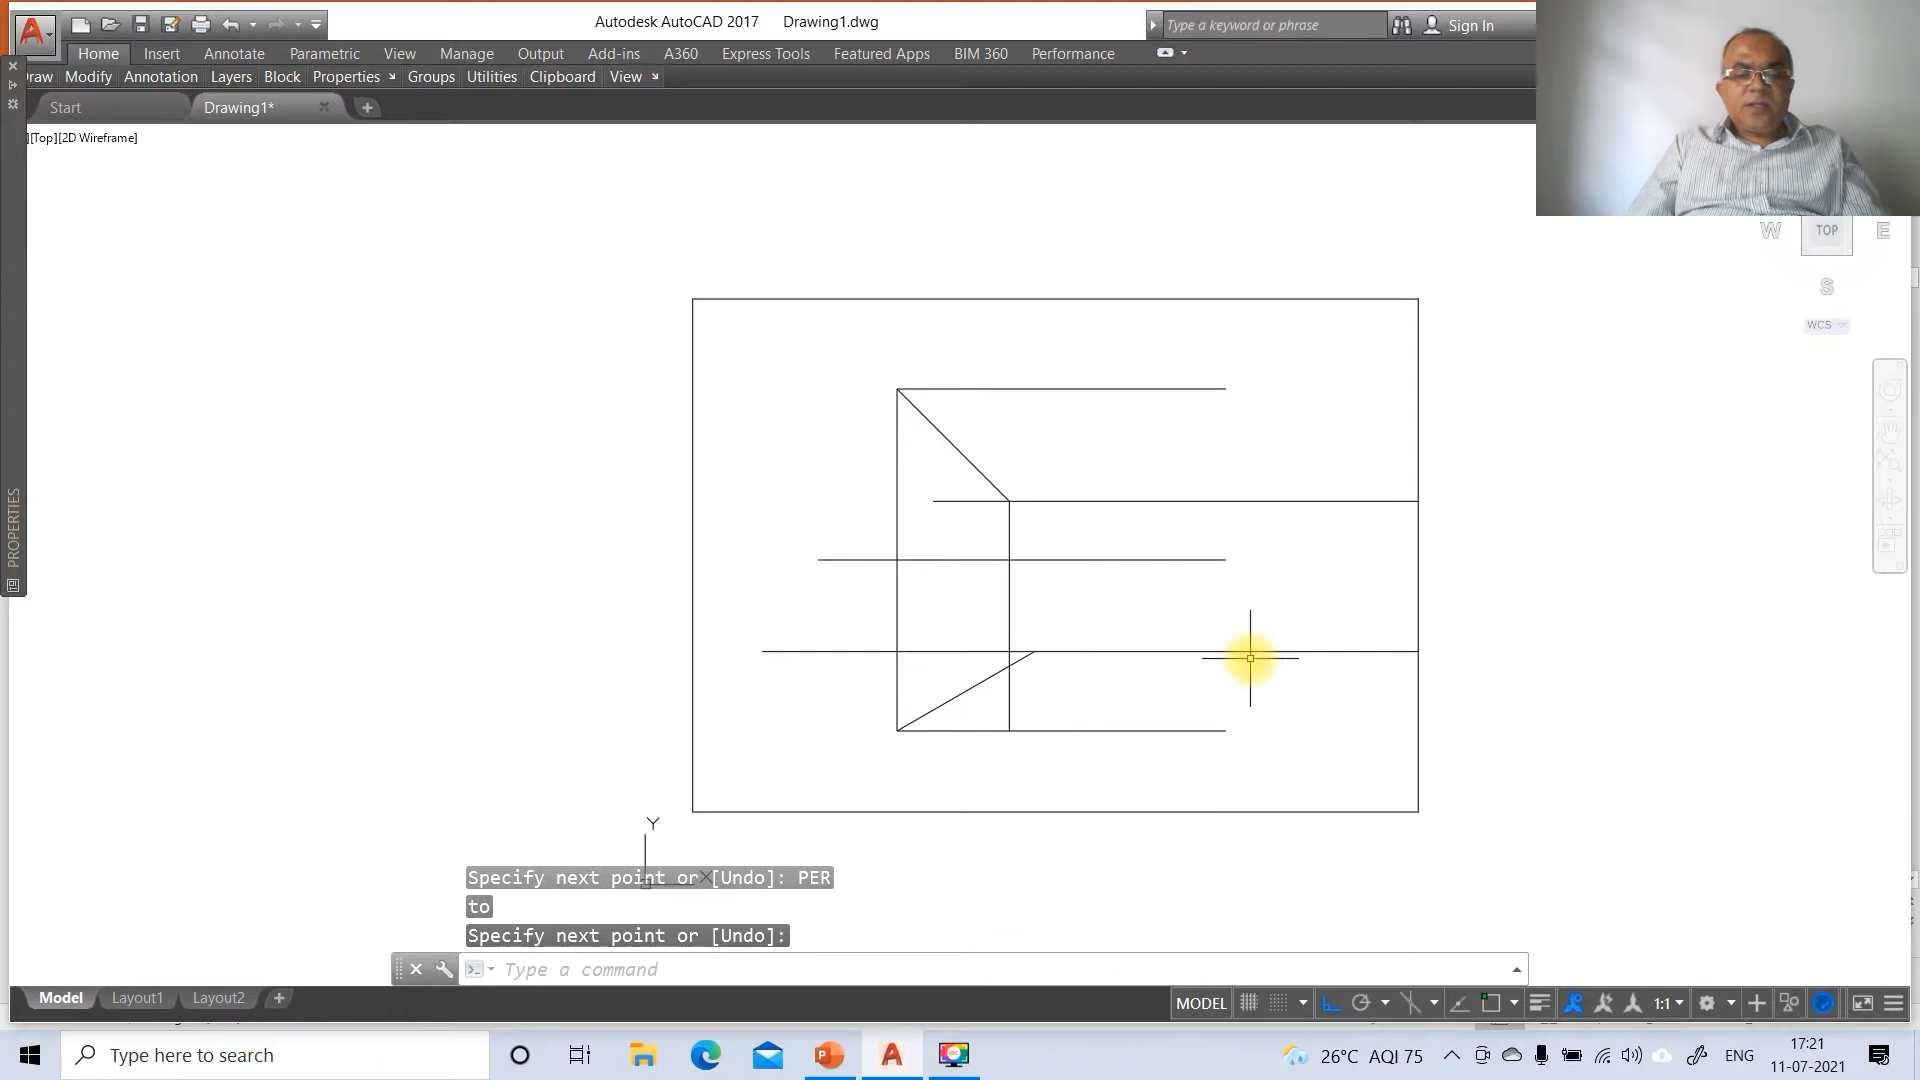 Autodesk AutoCAD 2017 Drawing1.dwg
Type a keyword or phrase
Sign In
Home Insert Annotate Parametric View Manage Output Add-ins A360 Express Tools Featured Apps BIM 360 Performance
raw Modify Annotation Layers Block Properties Groups Utilities Clipboard View
Start Drawing1*
][Top][2D Wireframe]
W TOP E
S
WCS
PROPERTIES
Y
X
Specify next point or [Undo]: PER
to
Specify next point or [Undo]:
Type a command
Model Layout1 Layout2
MODEL 1:1
Type here to search
26°C AQI 75 ENG
17:21
11-07-2021